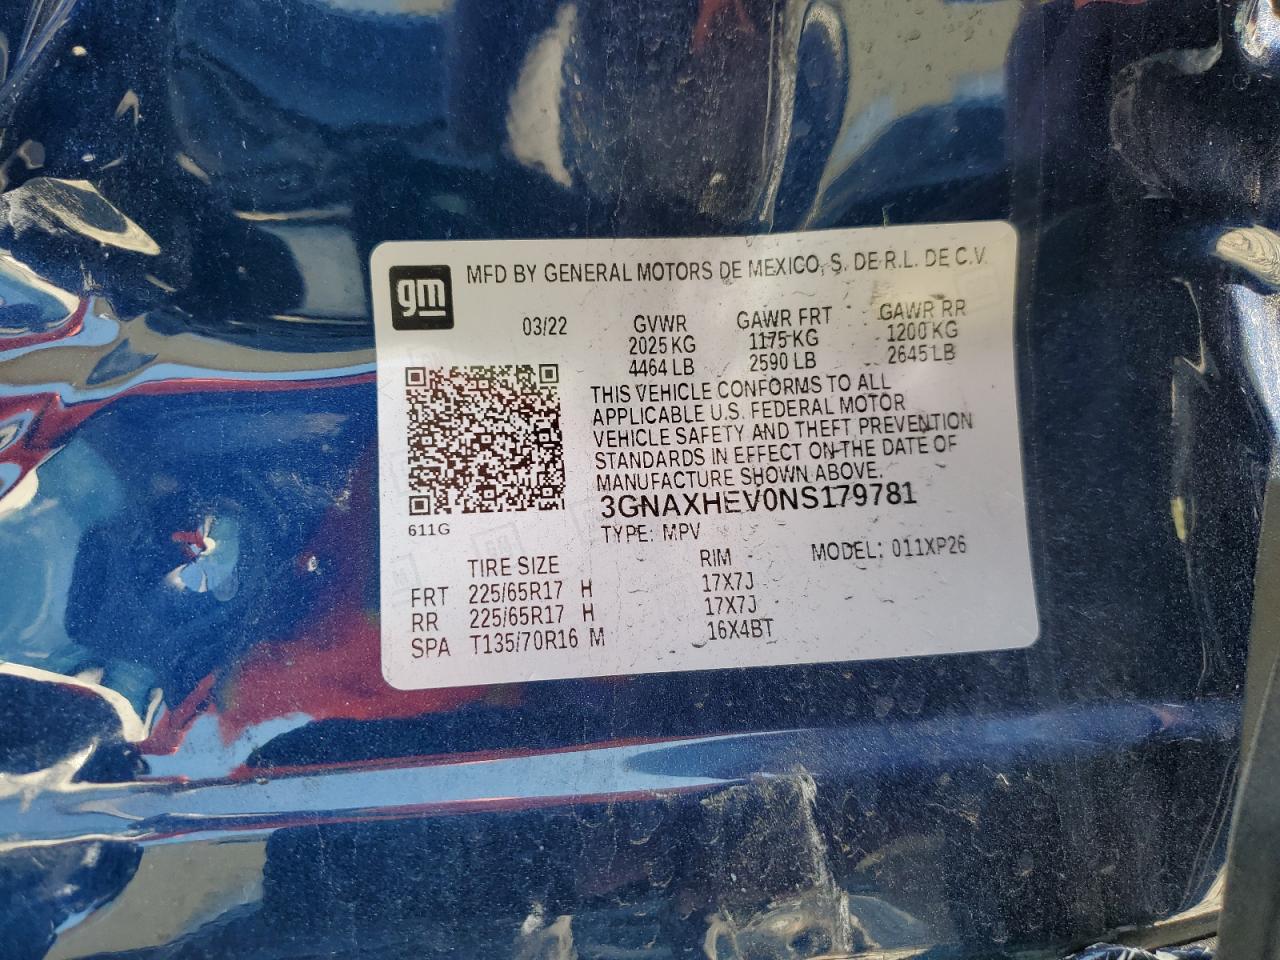 gm
MFD BY GENERAL MOTORS DE MEXICO, S. DE R.L. DE C.V.
03/22 GVWR GAWR FRT GAWR RR
2025 KG 1175 KG 1200 KG
4464 LB 2590 LB 2645 LB
THIS VEHICLE CONFORMS TO ALL
APPLICABLE U.S. FEDERAL MOTOR
VEHICLE SAFETY AND THEFT PREVENTION
STANDARDS IN EFFECT ON THE DATE OF
MANUFACTURE SHOWN ABOVE.
3GNAXHEV0NS179781
611G
TYPE: MPV MODEL: 011XP26
TIRE SIZE RIM
FRT 225/65R17 H 17X7J
RR 225/65R17 H 17X7J
SPA T135/70R16 M 16X4BT